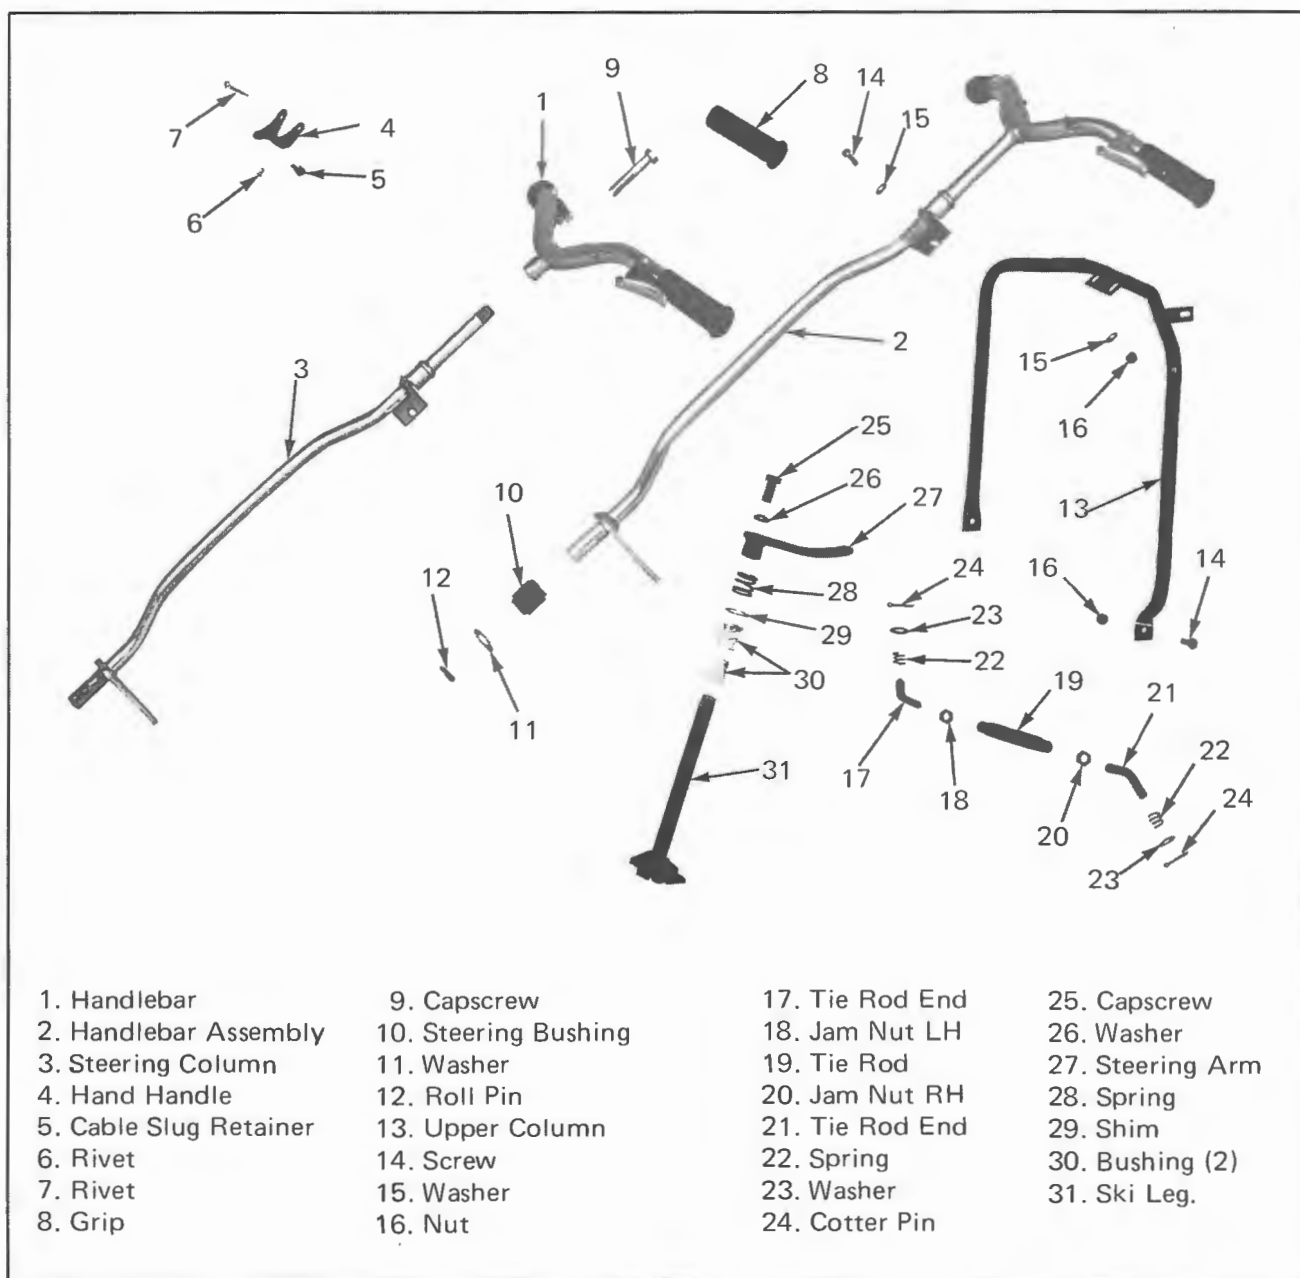 9
8
14
1
7
4
15
5
6
3
2
15
16
25
26
10
27
13
12
24
16
14
28
23
29
22
30
19
21
11
31
17
18
22
20
24
23
1. Handlebar
2. Handlebar Assembly
3. Steering Column
4. Hand Handle
5. Cable Slug Retainer
6. Rivet
7. Rivet
8. Grip
9. Capscrew
10. Steering Bushing
11. Washer
12. Roll Pin
13. Upper Column
14. Screw
15. Washer
16. Nut
17. Tie Rod End
18. Jam Nut LH
19. Tie Rod
20. Jam Nut RH
21. Tie Rod End
22. Spring
23. Washer
24. Cotter Pin
25. Capscrew
26. Washer
27. Steering Arm
28. Spring
29. Shim
30. Bushing (2)
31. Ski Leg.